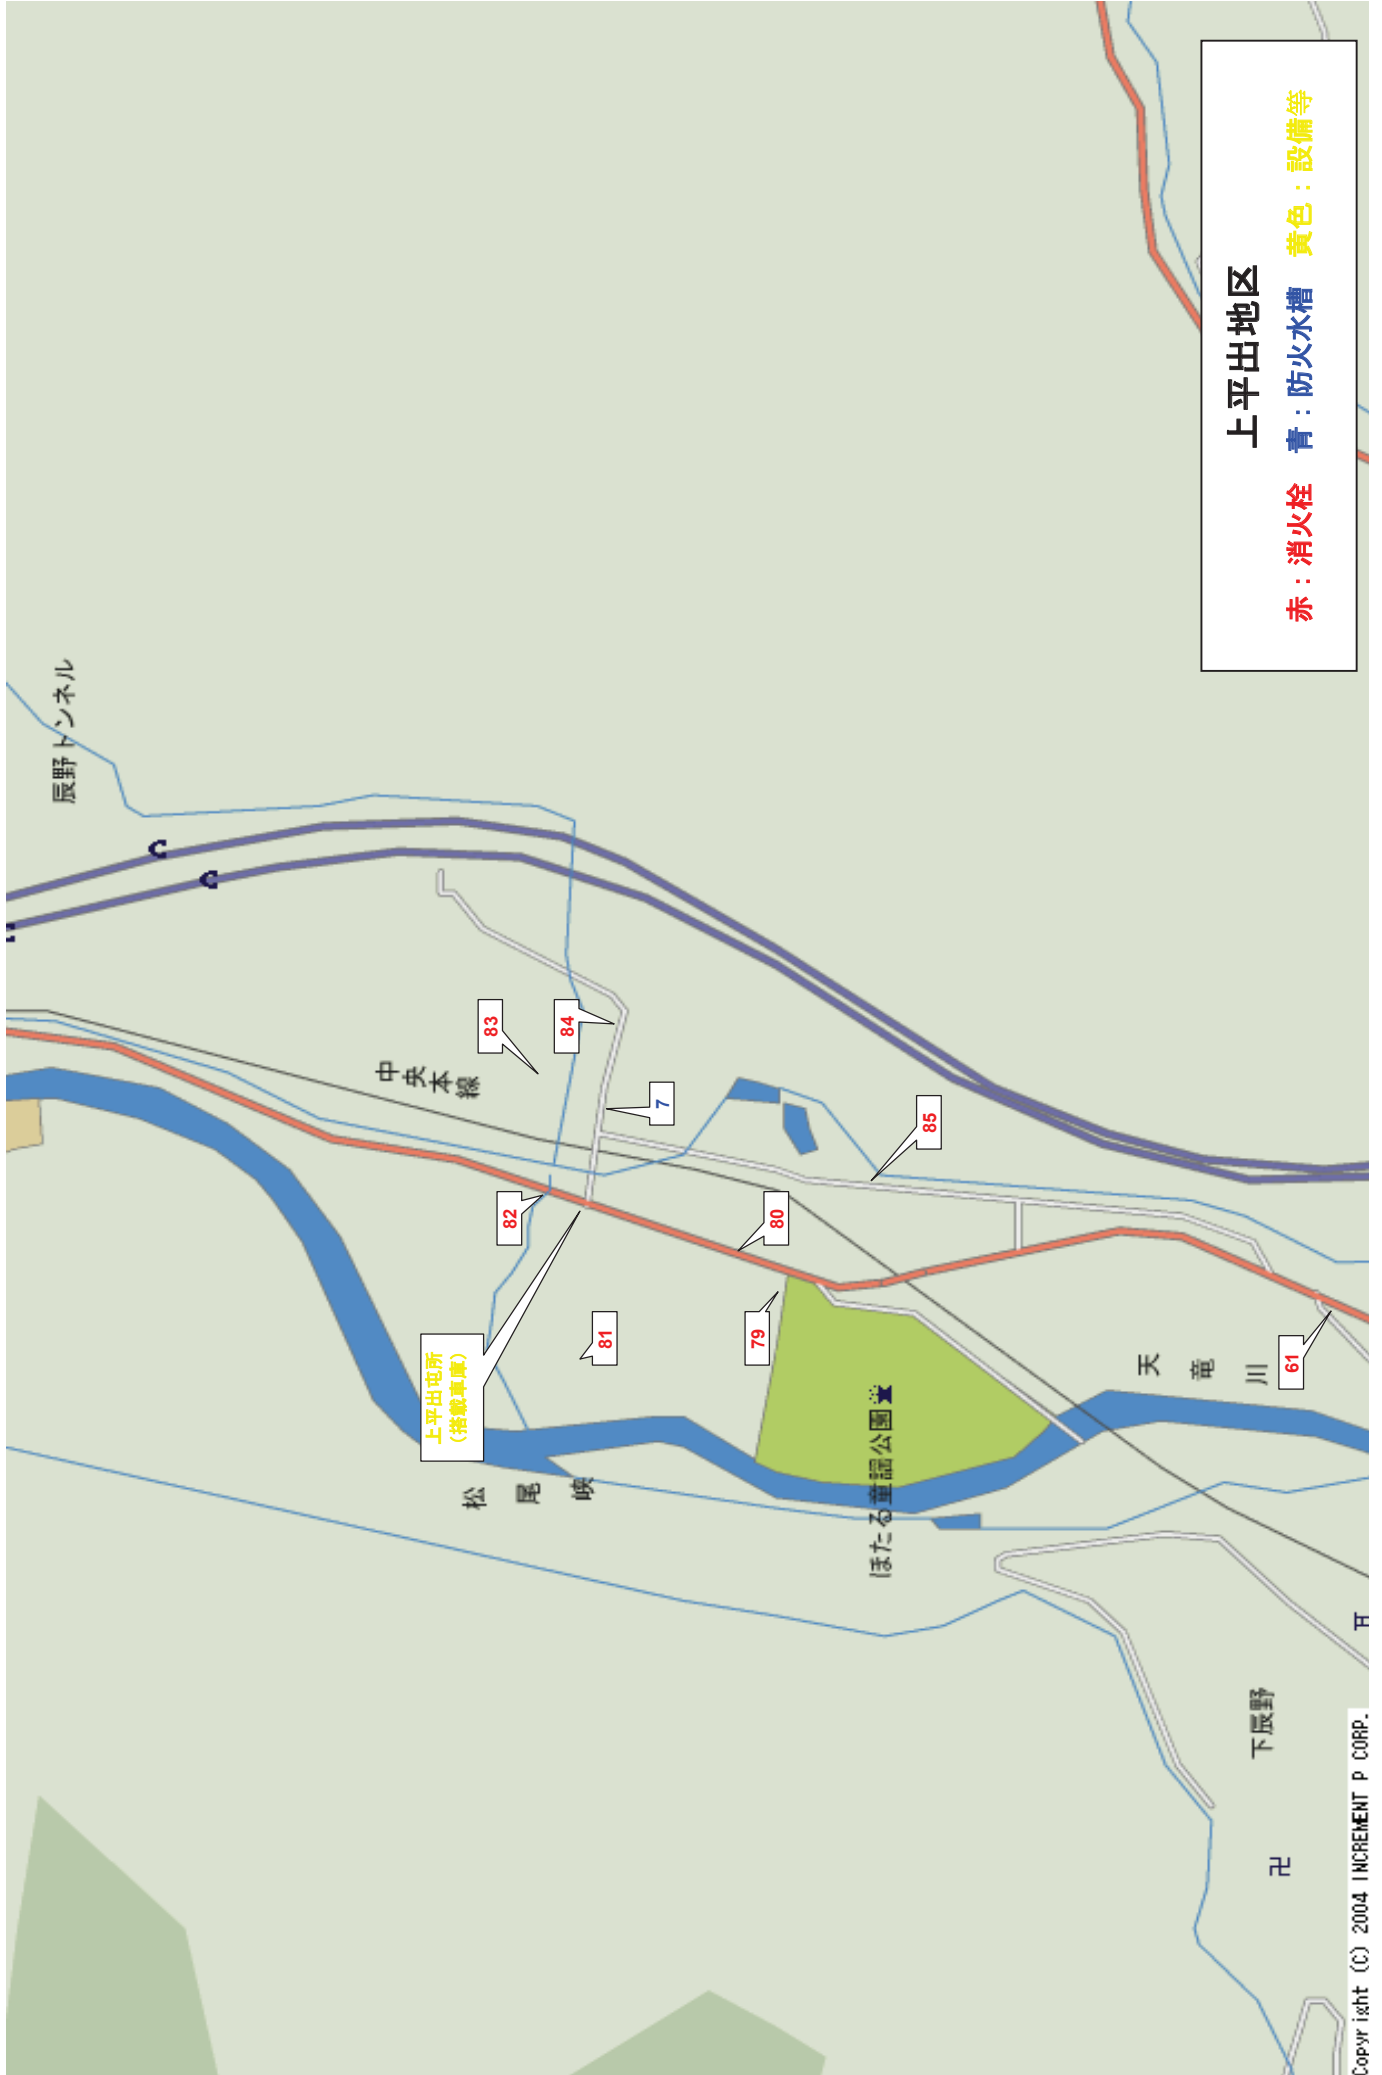 上平出地区
赤：消火栓　青：防火水槽　黄色：設備等
辰野トンネル
中央本線
83
84
7
82
80
85
上平出屯所
（搭載車庫）
81
79
61
松尾峡
ほたる童謡公園
天竜川
下辰野
Copyright (C) 2004 INCREMENT P CORP.